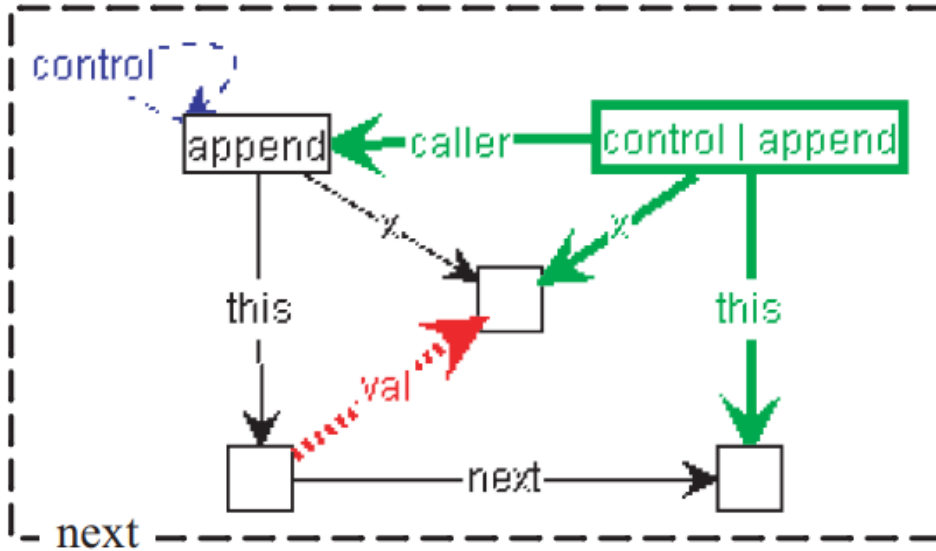 control
append
caller
control | append
x
x
this
this
val
next
next